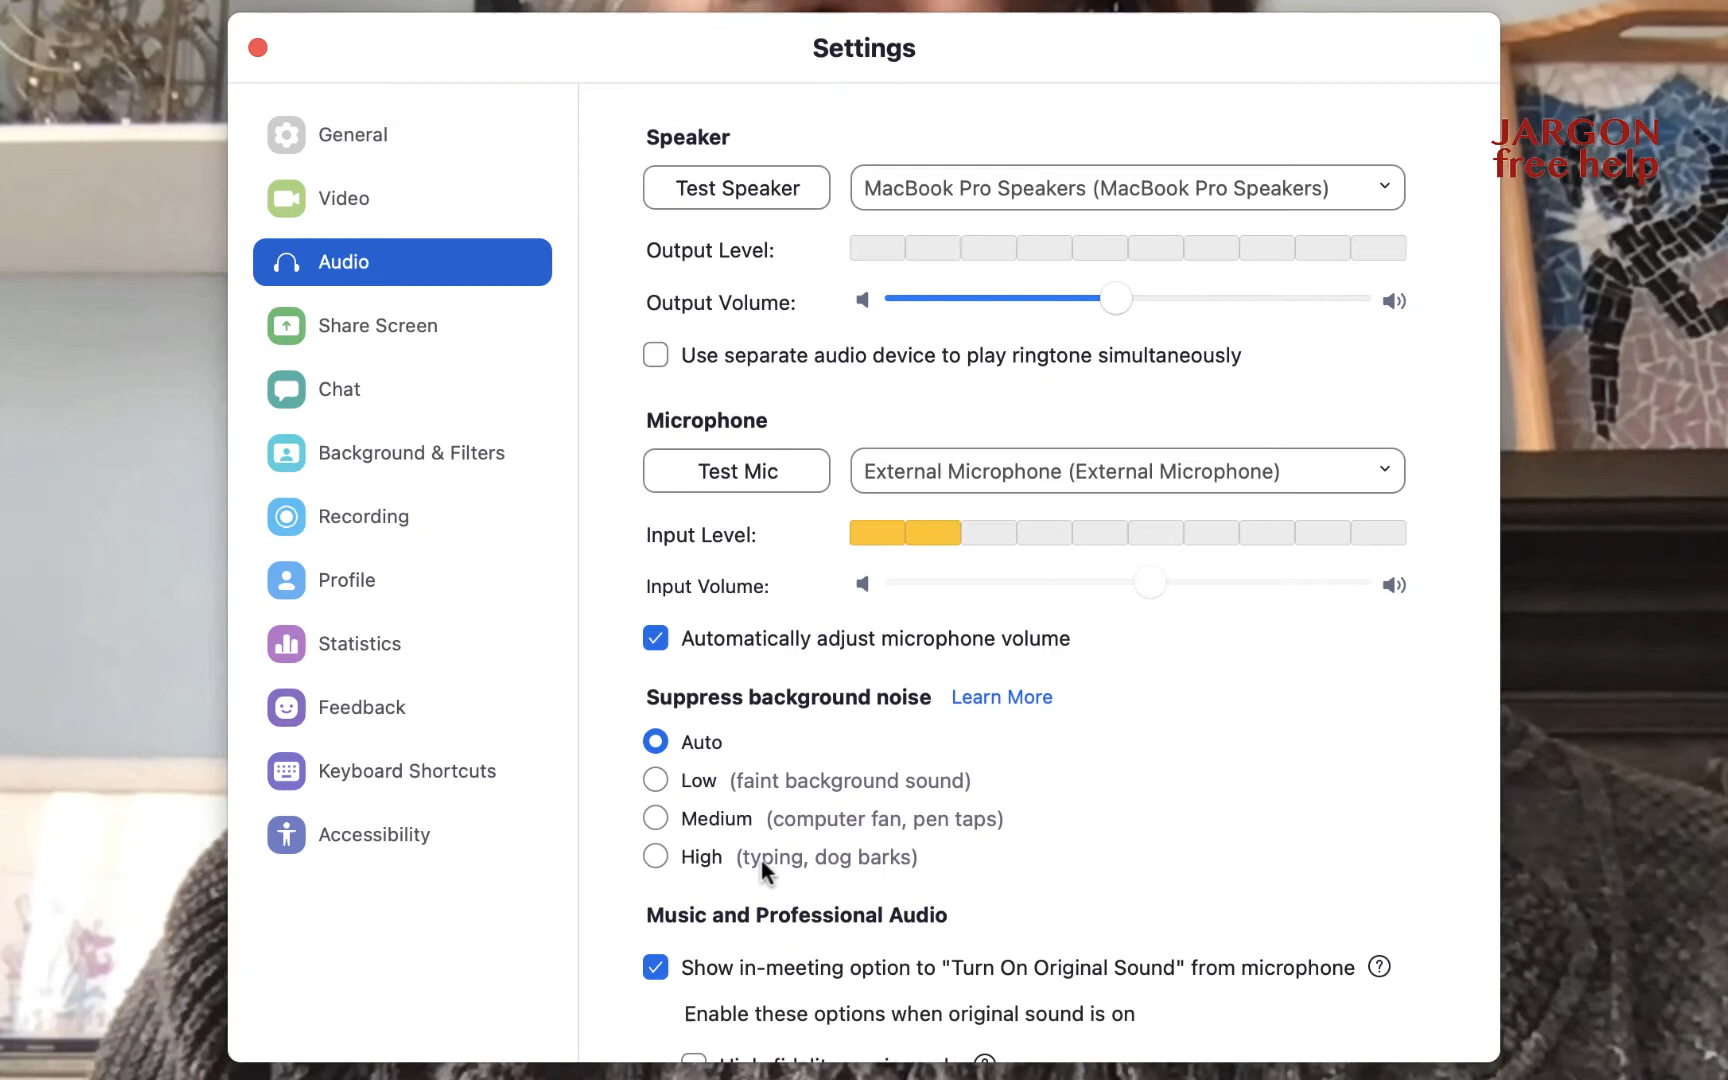 Settings
JARGON
free help
General
Video
Audio
Share Screen
Chat
Background & Filters
Recording
Profile
Statistics
Feedback
Keyboard Shortcuts
Accessibility
Speaker
Test Speaker
MacBook Pro Speakers (MacBook Pro Speakers)
Output Level:
Output Volume:
Use separate audio device to play ringtone simultaneously
Microphone
Test Mic
External Microphone (External Microphone)
Input Level:
Input Volume:
Automatically adjust microphone volume
Suppress background noise Learn More
Auto
Low (faint background sound)
Medium (computer fan, pen taps)
High (typing, dog barks)
Music and Professional Audio
Show in-meeting option to "Turn On Original Sound" from microphone ?
Enable these options when original sound is on